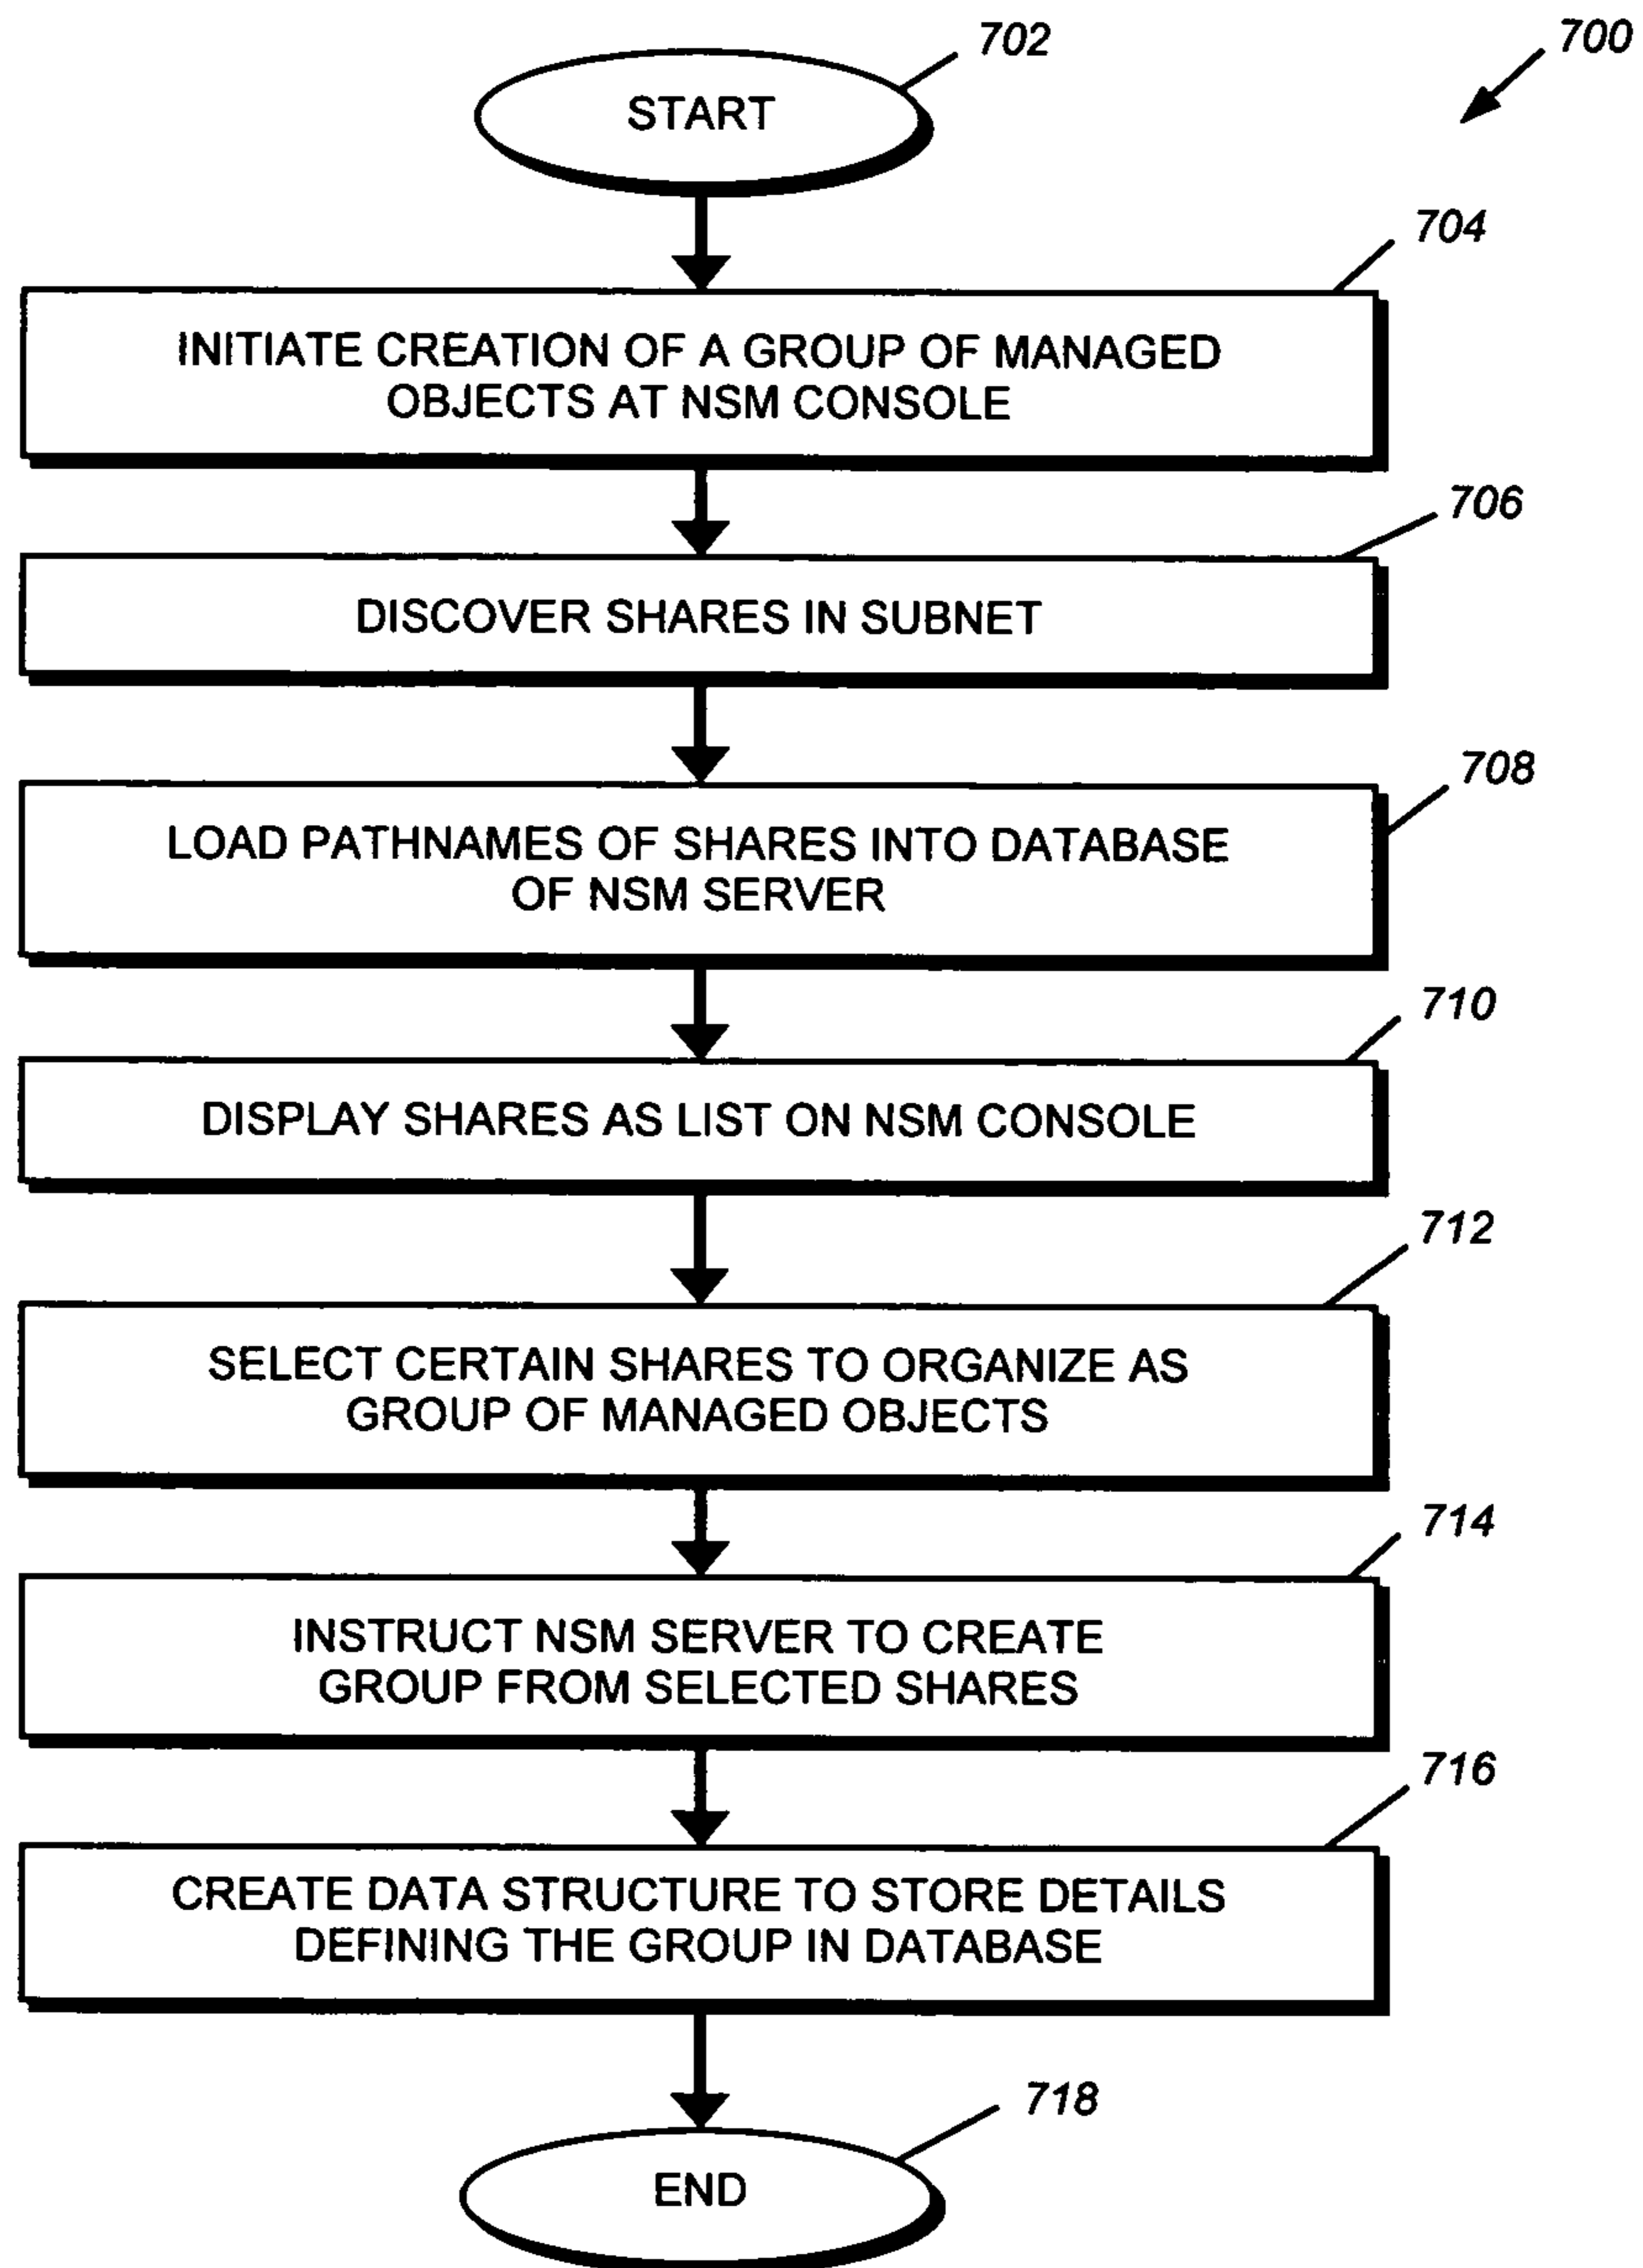 702
700
START
704
INITIATE CREATION OF A GROUP OF MANAGED
OBJECTS AT NSM CONSOLE
706
DISCOVER SHARES IN SUBNET
708
LOAD PATHNAMES OF SHARES INTO DATABASE
OF NSM SERVER
710
DISPLAY SHARES AS LIST ON NSM CONSOLE
712
SELECT CERTAIN SHARES TO ORGANIZE AS
GROUP OF MANAGED OBJECTS
714
INSTRUCT NSM SERVER TO CREATE
GROUP FROM SELECTED SHARES
716
CREATE DATA STRUCTURE TO STORE DETAILS
DEFINING THE GROUP IN DATABASE
718
END